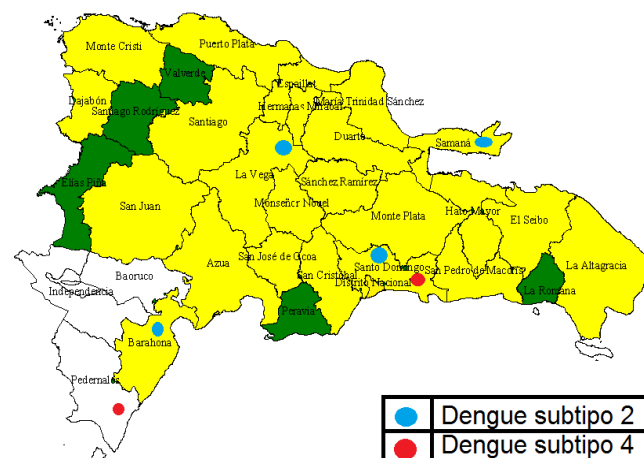 Puerto Plata
Monte Cristi
Valverde
Espaillat
Dajabón
Santiago Rodríguez
Hermanas Mirabal
María Trinidad Sánchez
Santiago
Duarte
Samaná
La Vega
Elías Piña
Sánchez Ramírez
San Juan
Monseñor Nouel
Monte Plata
Hato Mayor
El Seibo
Azua
San José de Ocoa
Santo Domingo
San Pedro de Macorís
La Altagracia
Baoruco
San Cristóbal
Distrito Nacional
Independencia
La Romana
Peravia
Barahona
Pedernales
Dengue subtipo 2
Dengue subtipo 4